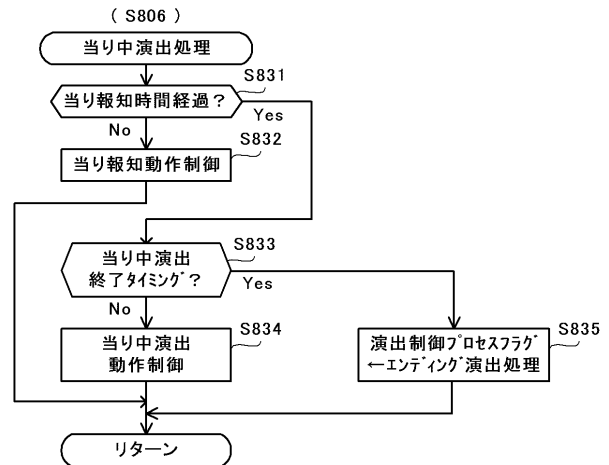 ( S806 )
当り中演出処理
S831
当り報知時間経過?
Yes
No
S832
当り報知動作制御
S833
当り中演出
終了ﾀｲﾐﾝｸﾞ?
Yes
No
S834
当り中演出
動作制御
S835
演出制御ﾌﾟﾛｾｽﾌﾗｸﾞ
←ｴﾝﾃﾞｨﾝｸﾞ演出処理
リターン